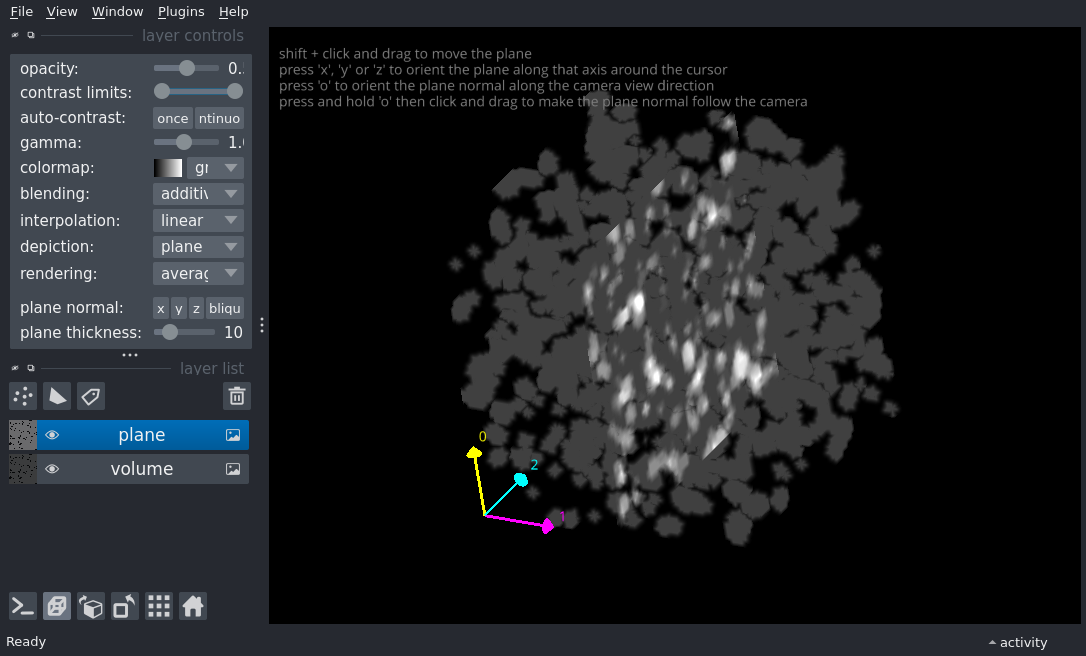 File View Window Plugins Help
layer controls
opacity: 0.
contrast limits:
auto-contrast: once ntinuo
gamma: 1.0
colormap: gr
blending: additiv
interpolation: linear
depiction: plane
rendering: averag
plane normal: x y z bliqu
plane thickness: 10
layer list
plane
volume
shift + click and drag to move the plane
press 'x', 'y' or 'z' to orient the plane along that axis around the cursor
press 'o' to orient the plane normal along the camera view direction
press and hold 'o' then click and drag to make the plane normal follow the camera
0
2
1
Ready
activity